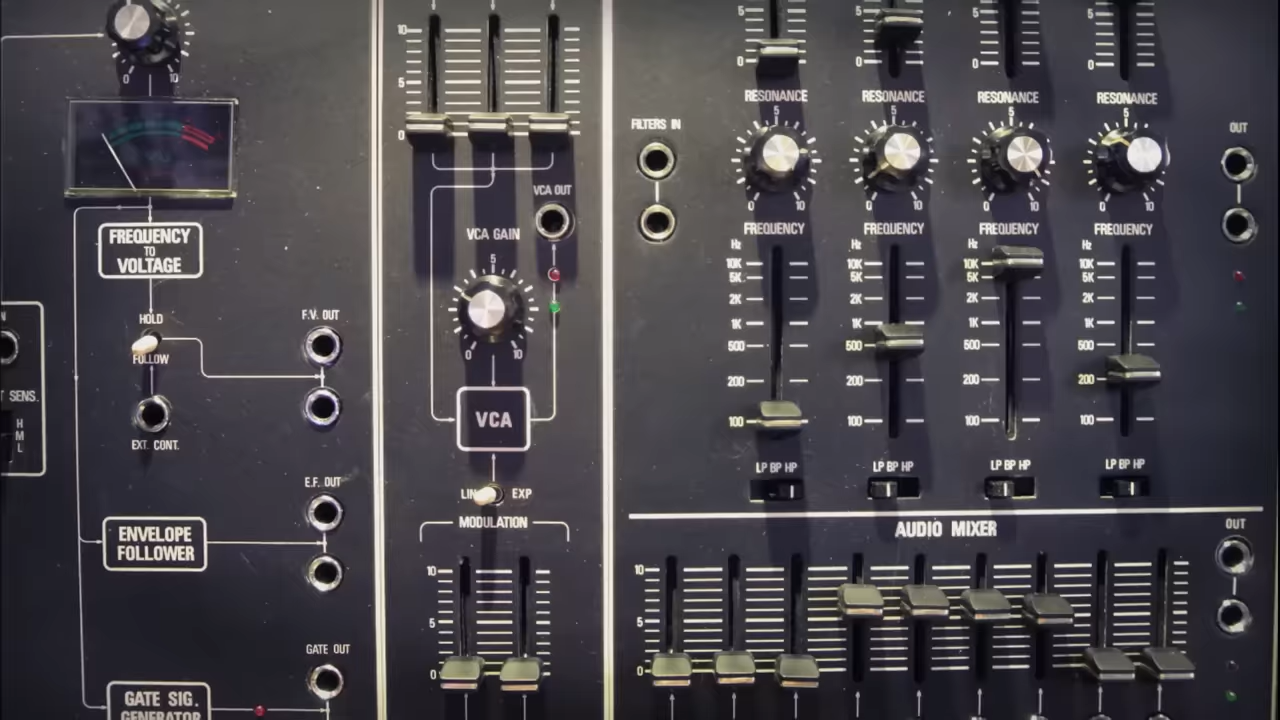 0 10
FREQUENCY
TO
VOLTAGE
HOLD
FOLLOW
EXT. CONT.
F.V. OUT
N
T SENS.
H
M
L
E.F. OUT
ENVELOPE
FOLLOWER
GATE OUT
GATE SIG.
GENERATOR
10
5
0
VCA OUT
VCA GAIN
5
0 10
VCA
LIN EXP
MODULATION
10
5
0
5 5 5 5
0 0 0 0
FILTERS IN
RESONANCE RESONANCE RESONANCE RESONANCE
5 5 5 5
0 10 0 10 0 10 0 10
OUT
FREQUENCY FREQUENCY FREQUENCY FREQUENCY
Hz Hz Hz Hz
10K 10K 10K 10K
5K 5K 5K 5K
2K 2K 2K 2K
1K 1K 1K 1K
500 500 500 500
200 200 200 200
100 100 100 100
LP BP HP LP BP HP LP BP HP LP BP HP
AUDIO MIXER
OUT
10
5
0